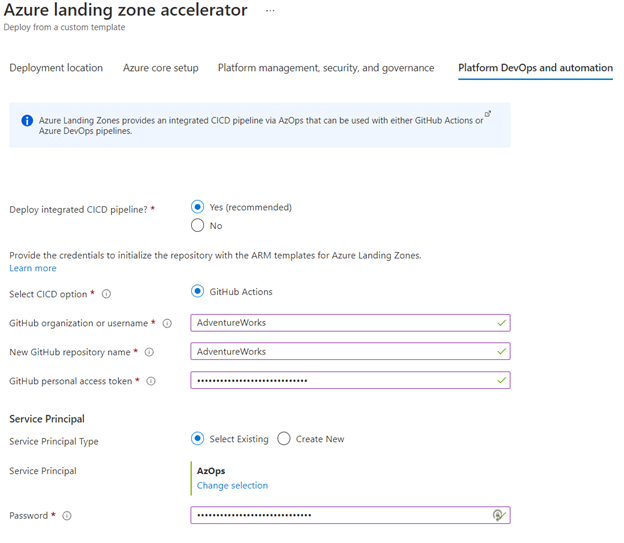 Azure landing zone accelerator ...
Deploy from a custom template
Deployment location Azure core setup Platform management, security, and governance Platform DevOps and automation
Azure Landing Zones provides an integrated CICD pipeline via AzOps that can be used with either GitHub Actions or
Azure DevOps pipelines.
Deploy integrated CICD pipeline? * Yes (recommended)
No
Provide the credentials to initialize the repository with the ARM templates for Azure Landing Zones.
Learn more
Select CICD option * GitHub Actions
GitHub organization or username * AdventureWorks
New GitHub repository name * AdventureWorks
GitHub personal access token * ••••••••••••••••••••••••••••
Service Principal
Service Principal Type Select Existing Create New
Service Principal AzOps
Change selection
Password * •••••••••••••••••••••••••••••